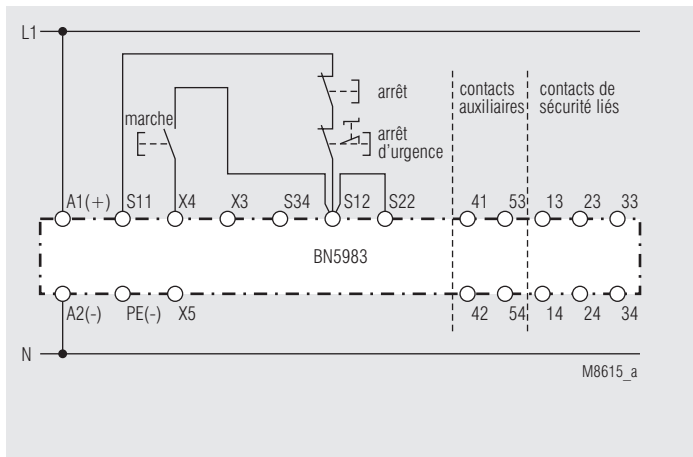 L1
contacts auxiliaires
contacts de sécurité liés
arrêt
marche
arrêt d'urgence
A1(+) S11 X4 X3 S34 S12 S22 41 53 13 23 33
BN5983
A2(-) PE(-) X5 42 54 14 24 34
N
M8615_a